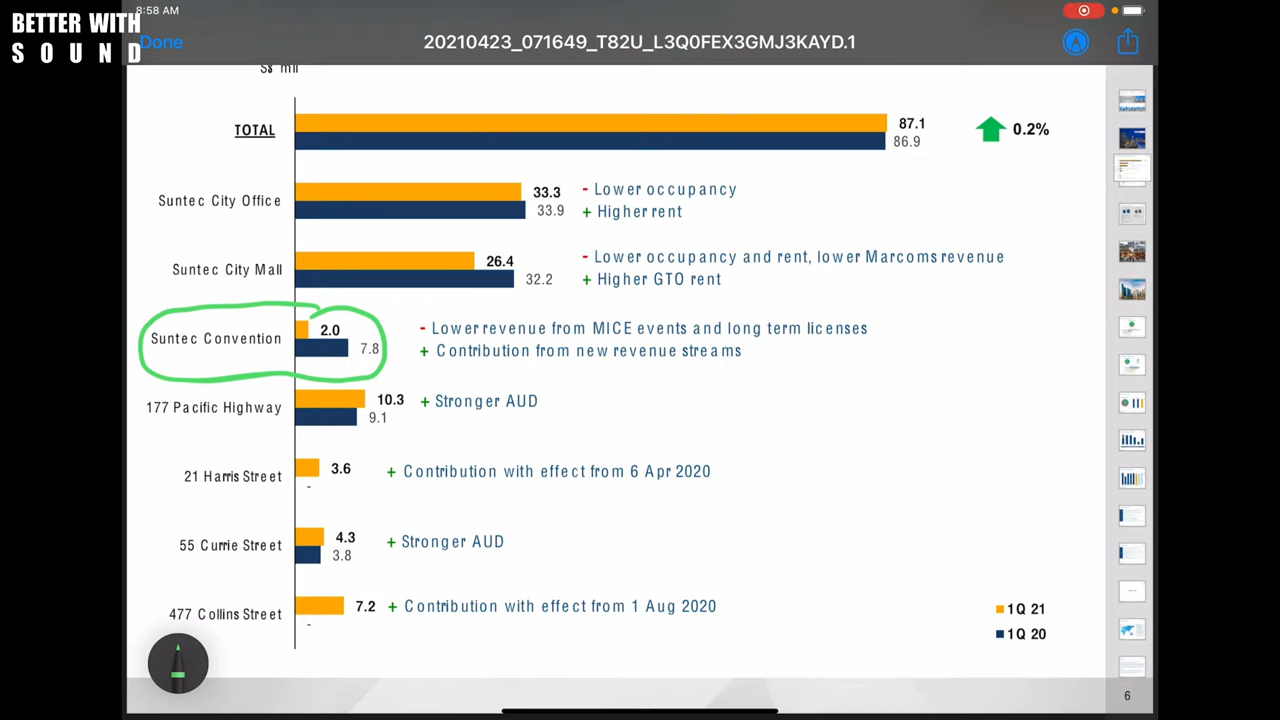 8:58 AM
BETTER WITH
SOUND
Done
20210423_071649_T82U_L3Q0FEX3GMJ3KAYD.1
S$ mil
TOTAL
87.1
86.9
0.2%
Suntec City Office
33.3
33.9
- Lower occupancy
+ Higher rent
Suntec City Mall
26.4
32.2
- Lower occupancy and rent, lower Marcoms revenue
+ Higher GTO rent
Suntec Convention
2.0
7.8
- Lower revenue from MICE events and long term licenses
+ Contribution from new revenue streams
177 Pacific Highway
10.3
9.1
+ Stronger AUD
21 Harris Street
3.6
-
+ Contribution with effect from 6 Apr 2020
55 Currie Street
4.3
3.8
+ Stronger AUD
477 Collins Street
7.2
-
+ Contribution with effect from 1 Aug 2020
1Q 21
1Q 20
6